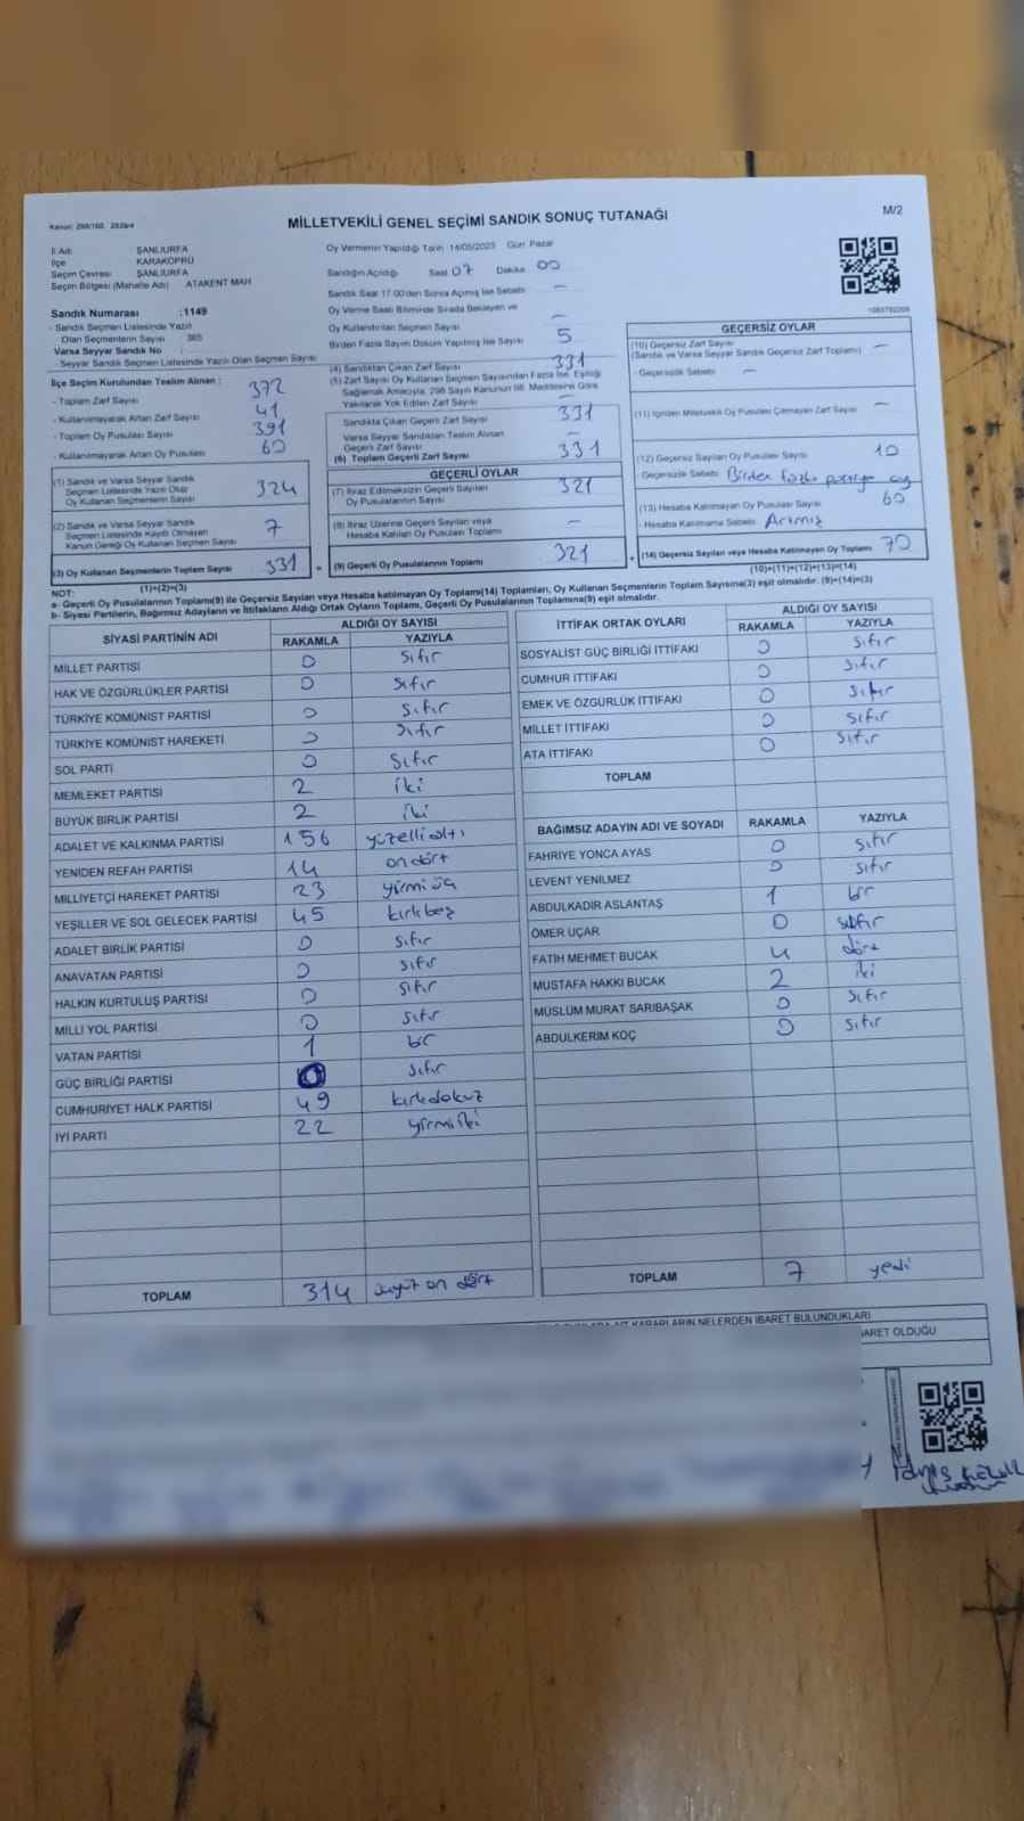 MİLLETVEKİLİ GENEL SEÇİMİ SANDIK SONUÇ TUTANAĞI
M/2
İl Adı : ŞANLIURFA
İlçe : KARAKÖPRÜ
Seçim Çevresi : ŞANLIURFA
Seçim Bölgesi (Mahalle Adı) ATAKENT MAH
Sandık Numarası :1149
- Sandık Seçmen Listesinde Yazılı
Olan Seçmenlerin Sayısı 365
Varsa Seyyar Sandık No
- Seyyar Sandık Seçmen Listesinde Yazılı Olan Seçmen Sayısı
Oy Vermenin Yapıldığı Tarih 14/05/2023 Gün Pazar
Sandığın Açıldığı Saat 07 Dakika 00
Sandık Saat 17.00'den Sonra Açılmış İse Sebebi —
Oy Verme Saati Bitiminde Sırada Bekleyen ve
Oy Kullandırılan Seçmen Sayısı —
Birden Fazla Sayım Döküm Yapılmış İse Sayısı 5
İlçe Seçim Kurulundan Teslim Alınan :
- Toplam Zarf Sayısı 372
- Kullanılmayarak Artan Zarf Sayısı 41
- Toplam Oy Pusulası Sayısı 391
- Kullanılmayarak Artan Oy Pusulası 60
(1) Sandık ve Varsa Seyyar Sandık
Seçmen Listesinde Yazılı Olup
Oy Kullanan Seçmenlerin Sayısı 324
(2) Sandık ve Varsa Seyyar Sandık
Seçmen Listesinde Kayıtlı Olmayan
Kanun Gereği Oy Kullanan Seçmen Sayısı 7
(3) Oy Kullanan Seçmenlerin Toplam Sayısı 331
(1)+(2)=(3)
(4) Sandıktan Çıkan Zarf Sayısı 331
(5) Zarf Sayısı Oy Kullanan Seçmen Sayısından Fazla İse, Eşitliği
Sağlamak Amacıyla, 298 Sayılı Kanunun 98. Maddesine Göre
Yakılarak Yok Edilen Zarf Sayısı —
Sandıkta Çıkan Geçerli Zarf Sayısı 331
Varsa Seyyar Sandıktan Teslim Alınan
Geçerli Zarf Sayısı —
(6) Toplam Geçerli Zarf Sayısı 331
GEÇERLİ OYLAR
(7) İtiraz Edilmeksizin Geçerli Sayılan
Oy Pusulalarının Sayısı 321
(8) İtiraz Üzerine Geçerli Sayılan veya
Hesaba Katılan Oy Pusulası Toplamı —
(9) Geçerli Oy Pusulalarının Toplamı 321
GEÇERSİZ OYLAR
(10) Geçersiz Zarf Sayısı
(Sandık ve Varsa Seyyar Sandık Geçersiz Zarf Toplamı) —
- Geçersizlik Sebebi —
(11) İçinden Milletvekili Oy Pusulası Çıkmayan Zarf Sayısı —
(12) Geçersiz Sayılan Oy Pusulası Sayısı 10
Geçersizlik Sebebi Birden fazla partiye oy
(13) Hesaba Katılmayan Oy Pusulası Sayısı 60
- Hesaba Katılmama Sebebi Artmış
(14) Geçersiz Sayılan veya Hesaba Katılmayan Oy Toplamı 70
(10)+(11)+(12)+(13)=(14)
NOT:
a- Geçerli Oy Pusulalarının Toplamı(9) ile Geçersiz Sayılan veya Hesaba katılmayan Oy Toplamı(14) Toplamları, Oy Kullanan Seçmenlerin Toplam Sayısına(3) eşit olmalıdır. (9)+(14)=(3)
b- Siyasi Partilerin, Bağımsız Adayların ve İttifakların Aldığı Ortak Oyların Toplamı, Geçerli Oy Pusulalarının Toplamına(9) eşit olmalıdır.
SİYASİ PARTİNİN ADI ALDIĞI OY SAYISI
RAKAMLA YAZIYLA
MİLLET PARTİSİ 0 sıfır
HAK VE ÖZGÜRLÜKLER PARTİSİ 0 sıfır
TÜRKİYE KOMÜNİST PARTİSİ 0 sıfır
TÜRKİYE KOMÜNİST HAREKETİ 0 sıfır
SOL PARTİ 0 sıfır
MEMLEKET PARTİSİ 2 iki
BÜYÜK BİRLİK PARTİSİ 2 iki
ADALET VE KALKINMA PARTİSİ 156 yüzellialtı
YENİDEN REFAH PARTİSİ 14 ondört
MİLLİYETÇİ HAREKET PARTİSİ 23 yirmiüç
YEŞİLLER VE SOL GELECEK PARTİSİ 45 kırkbeş
ADALET BİRLİK PARTİSİ 0 sıfır
ANAVATAN PARTİSİ 0 sıfır
HALKIN KURTULUŞ PARTİSİ 0 sıfır
MİLLİ YOL PARTİSİ 0 sıfır
VATAN PARTİSİ 1 bir
GÜÇ BİRLİĞİ PARTİSİ 0 sıfır
CUMHURİYET HALK PARTİSİ 49 kırkdokuz
İYİ PARTİ 22 yirmiiki
TOPLAM 314 üçyüz on dört
İTTİFAK ORTAK OYLARI ALDIĞI OY SAYISI
RAKAMLA YAZIYLA
SOSYALİST GÜÇ BİRLİĞİ İTTİFAKI 0 sıfır
CUMHUR İTTİFAKI 0 sıfır
EMEK VE ÖZGÜRLÜK İTTİFAKI 0 sıfır
MİLLET İTTİFAKI 0 sıfır
ATA İTTİFAKI 0 sıfır
TOPLAM
BAĞIMSIZ ADAYIN ADI VE SOYADI RAKAMLA YAZIYLA
FAHRİYE YONCA AYAS 0 sıfır
LEVENT YENİLMEZ 0 sıfır
ABDULKADİR ASLANTAŞ 1 bir
ÖMER UÇAR 0 sıfır
FATİH MEHMET BUCAK 4 dört
MUSTAFA HAKKI BUCAK 2 iki
MÜSLÜM MURAT SARIBAŞAK 0 sıfır
ABDULKERİM KOÇ 0 sıfır
TOPLAM 7 yedi
KARARLARIN NELERDEN İBARET BULUNDUKLARI
OLDUĞU